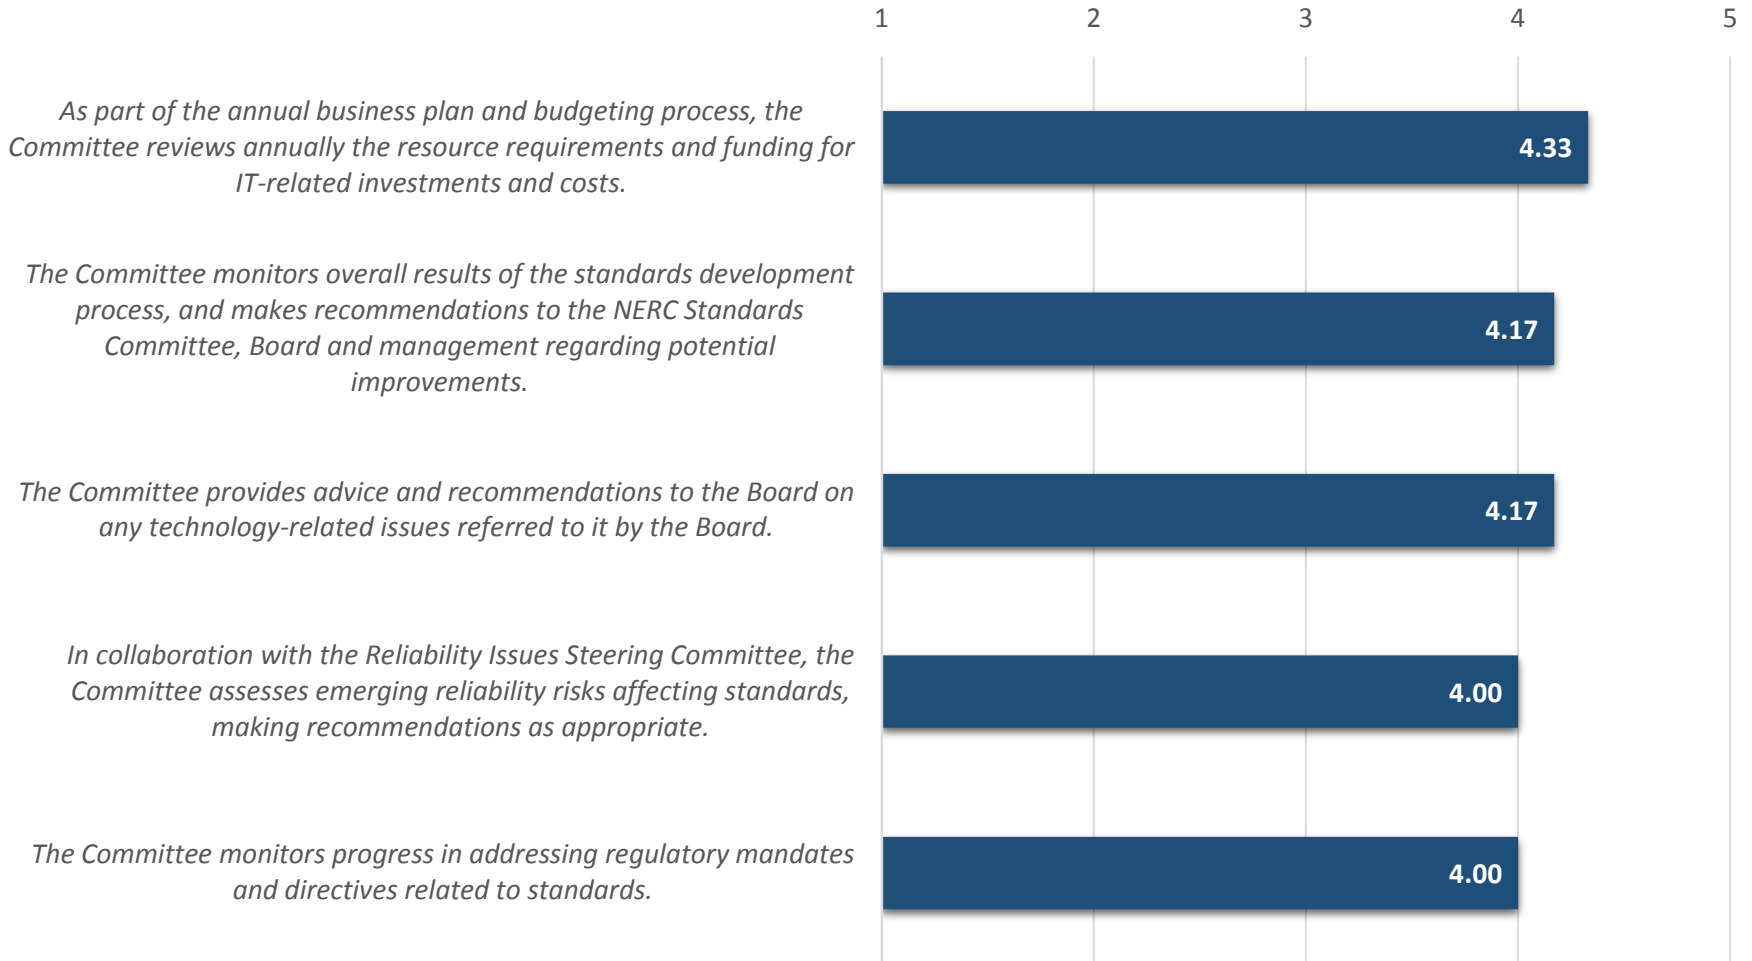 1 2 3 4 5
As part of the annual business plan and budgeting process, the
Committee reviews annually the resource requirements and funding for
IT-related investments and costs.
4.33
The Committee monitors overall results of the standards development
process, and makes recommendations to the NERC Standards
Committee, Board and management regarding potential
improvements.
4.17
The Committee provides advice and recommendations to the Board on
any technology-related issues referred to it by the Board.
4.17
In collaboration with the Reliability Issues Steering Committee, the
Committee assesses emerging reliability risks affecting standards,
making recommendations as appropriate.
4.00
The Committee monitors progress in addressing regulatory mandates
and directives related to standards.
4.00